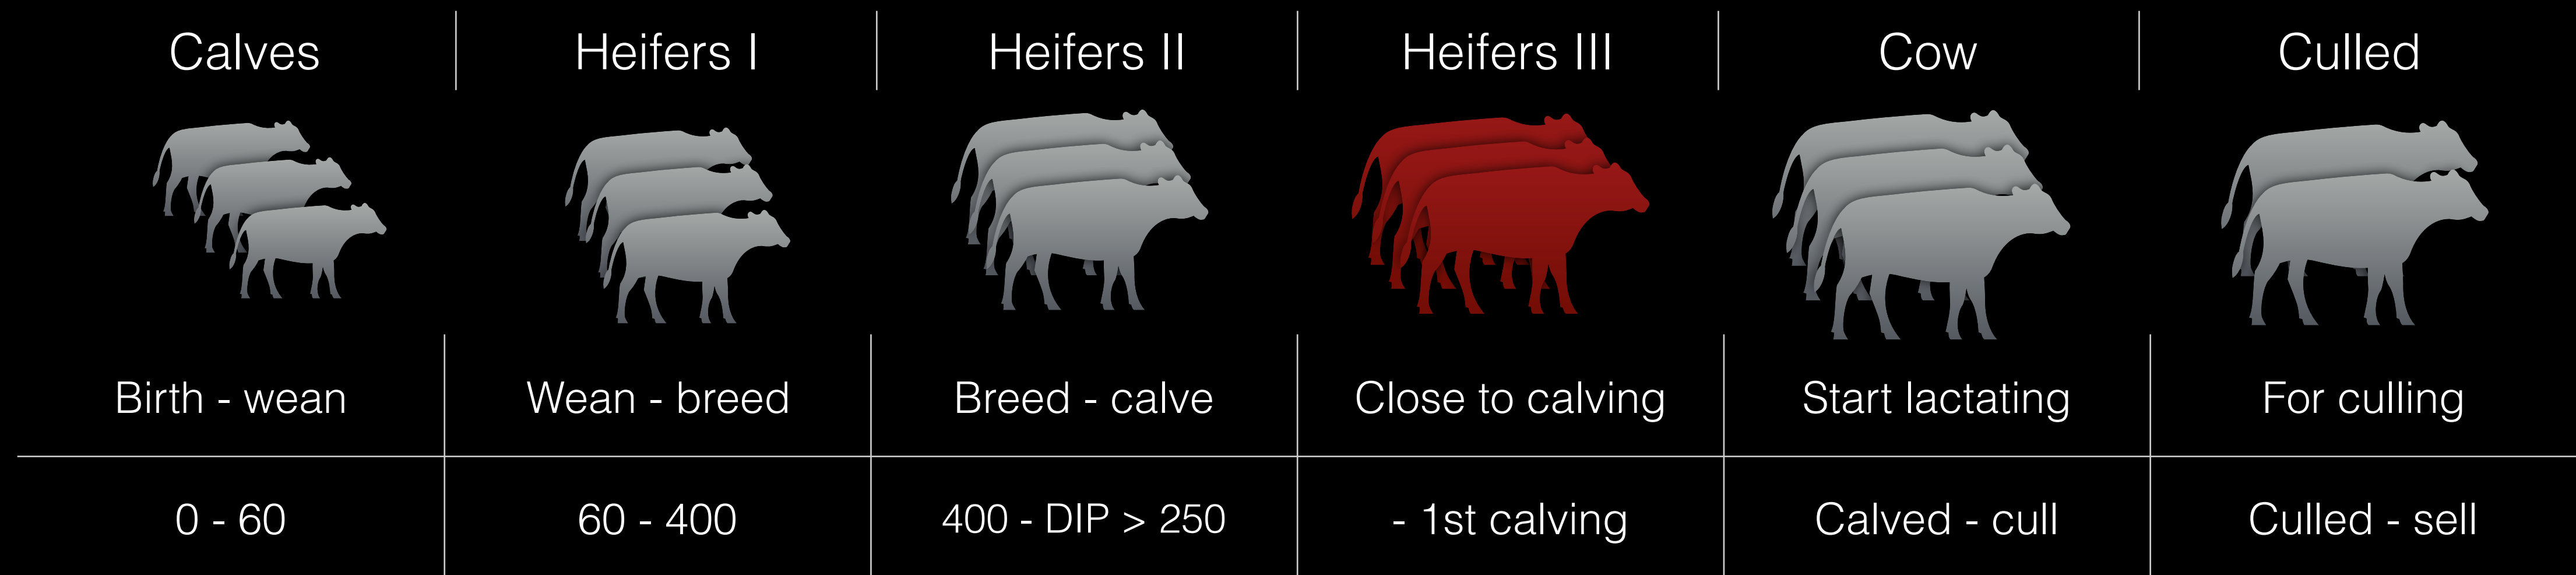 Calves Heifers I Heifers II Heifers III Cow Culled
Birth - wean Wean - breed Breed - calve Close to calving Start lactating For culling
0 - 60 60 - 400 400 - DIP > 250 - 1st calving Calved - cull Culled - sell